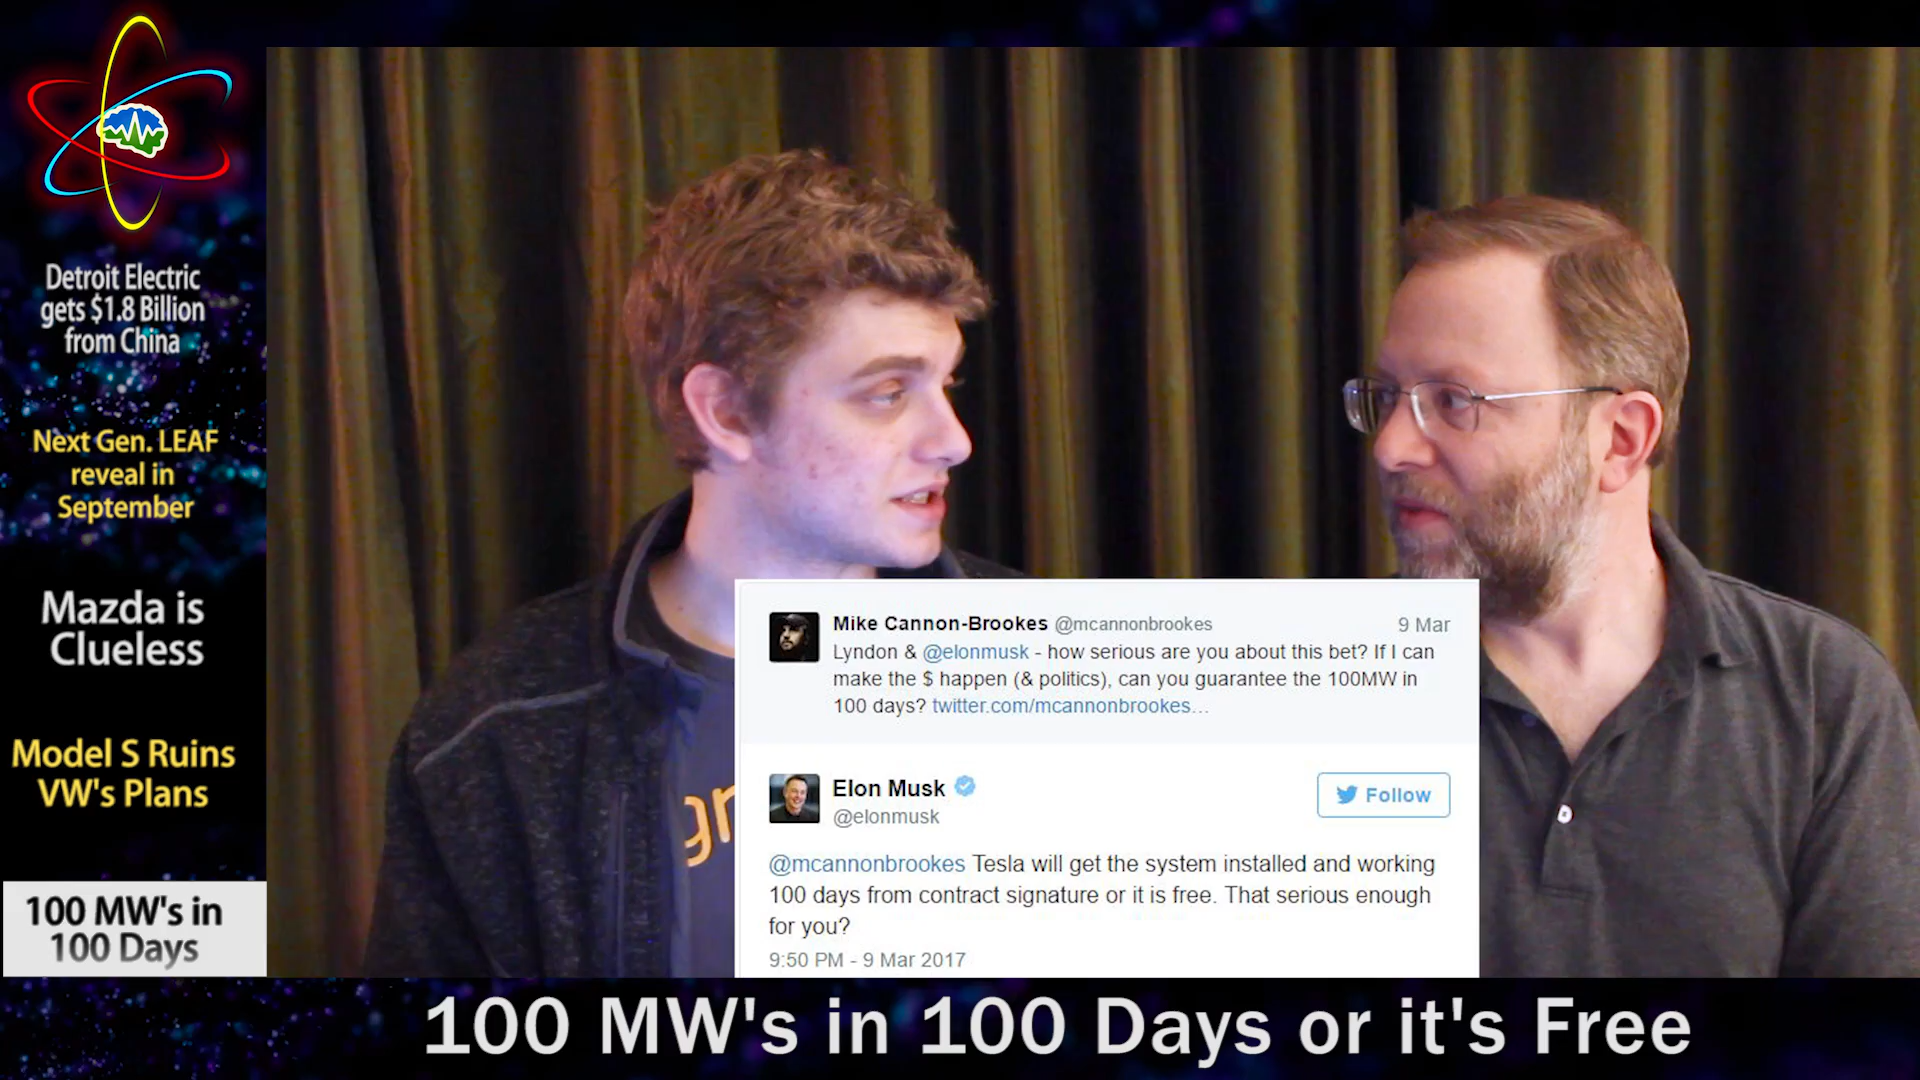 Detroit Electric
gets $1.8 Billion
from China
Next Gen. LEAF
reveal in
September
Mazda is
Clueless
Model S Ruins
VW's Plans
100 MW's in
100 Days
Mike Cannon-Brookes @mcannonbrookes 9 Mar
Lyndon & @elonmusk - how serious are you about this bet? If I can
make the $ happen (& politics), can you guarantee the 100MW in
100 days? twitter.com/mcannonbrookes...
Elon Musk
@elonmusk
Follow
@mcannonbrookes Tesla will get the system installed and working
100 days from contract signature or it is free. That serious enough
for you?
9:50 PM - 9 Mar 2017
100 MW's in 100 Days or it's Free